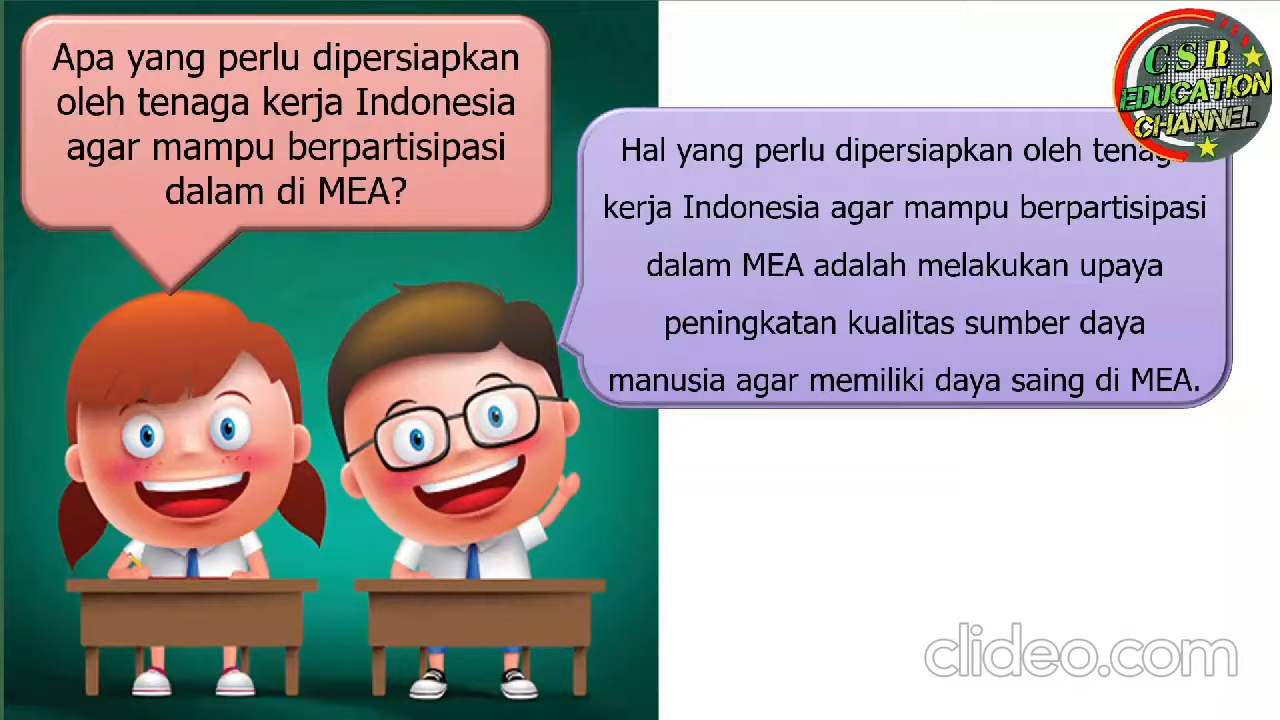 Apa yang perlu dipersiapkan
oleh tenaga kerja Indonesia
agar mampu berpartisipasi
dalam di MEA?
CSR
EDUCATION
CHANNEL
Hal yang perlu dipersiapkan oleh tenaga
kerja Indonesia agar mampu berpartisipasi
dalam MEA adalah melakukan upaya
peningkatan kualitas sumber daya
manusia agar memiliki daya saing di MEA.
clideo.com